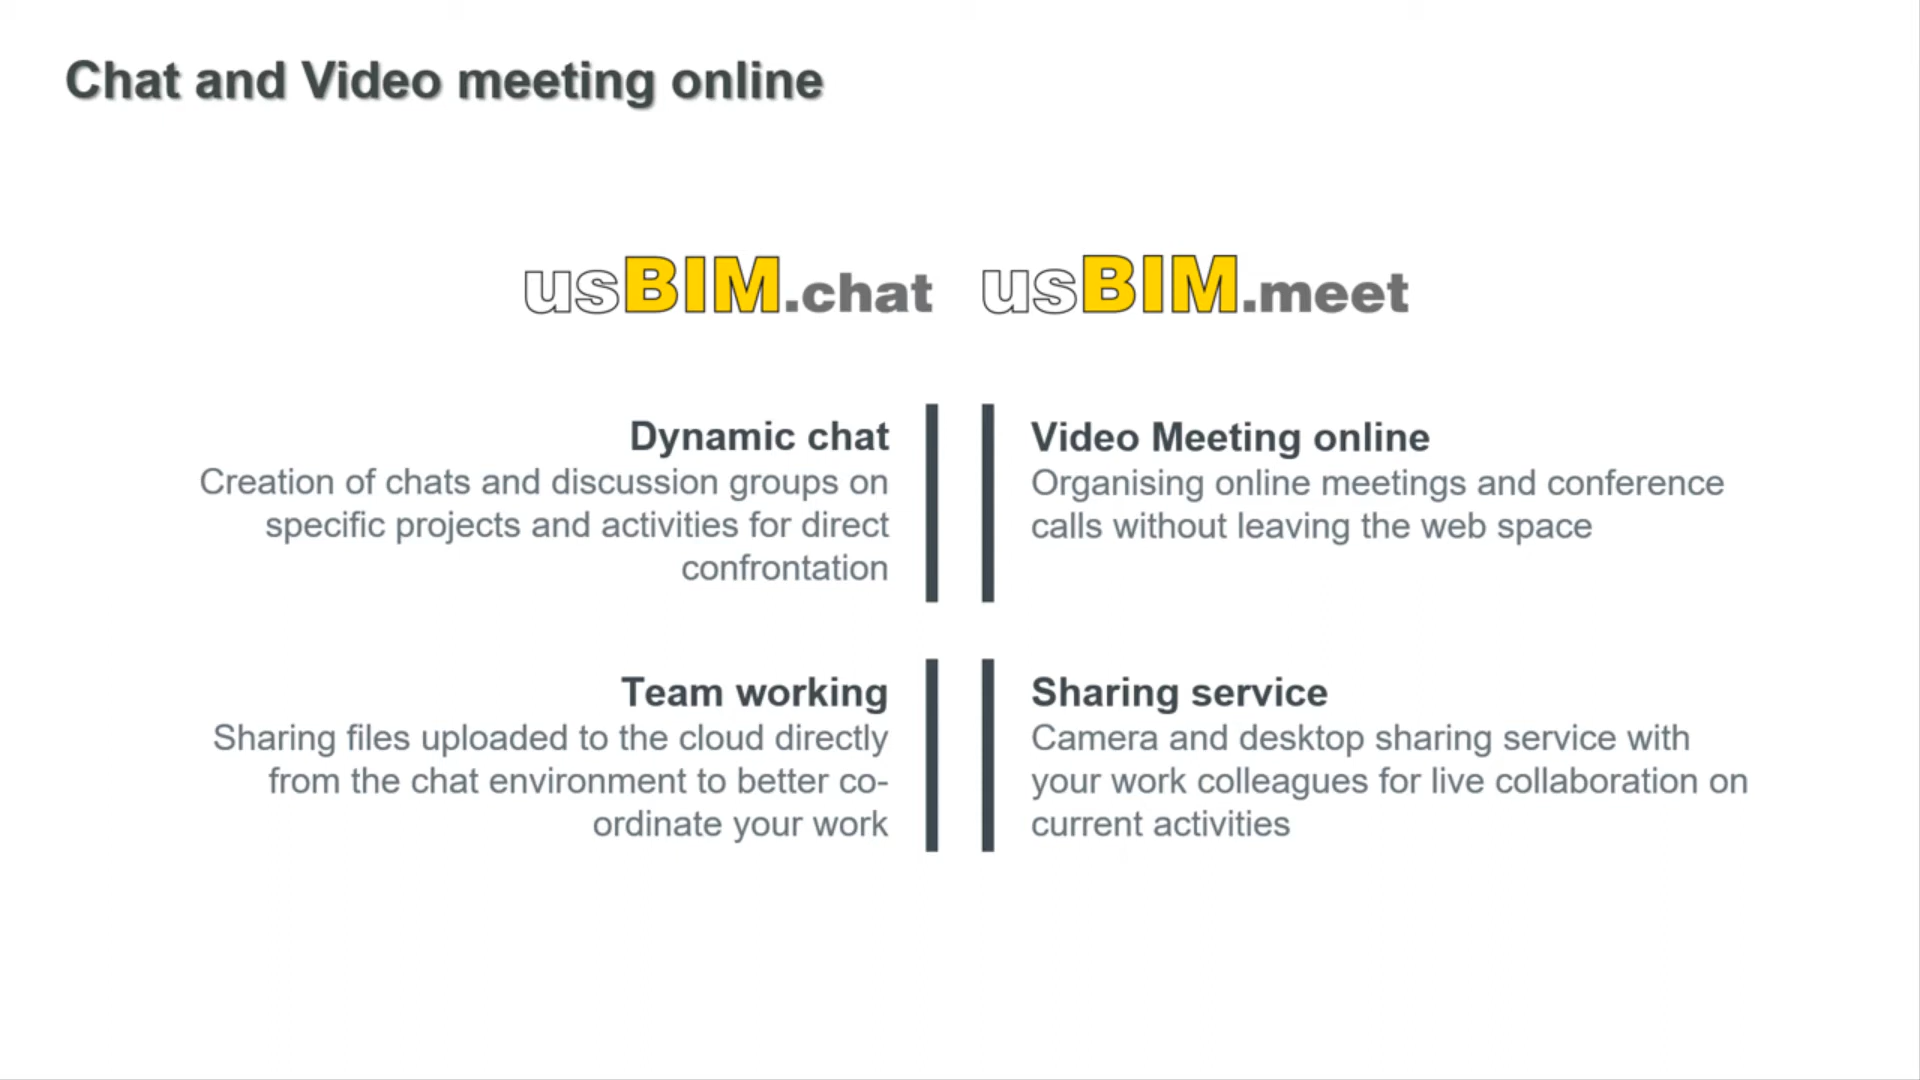 Chat and Video meeting online
usBIM.chat
usBIM.meet
Dynamic chat
Creation of chats and discussion groups on
specific projects and activities for direct
confrontation
Video Meeting online
Organising online meetings and conference
calls without leaving the web space
Team working
Sharing files uploaded to the cloud directly
from the chat environment to better co-
ordinate your work
Sharing service
Camera and desktop sharing service with
your work colleagues for live collaboration on
current activities